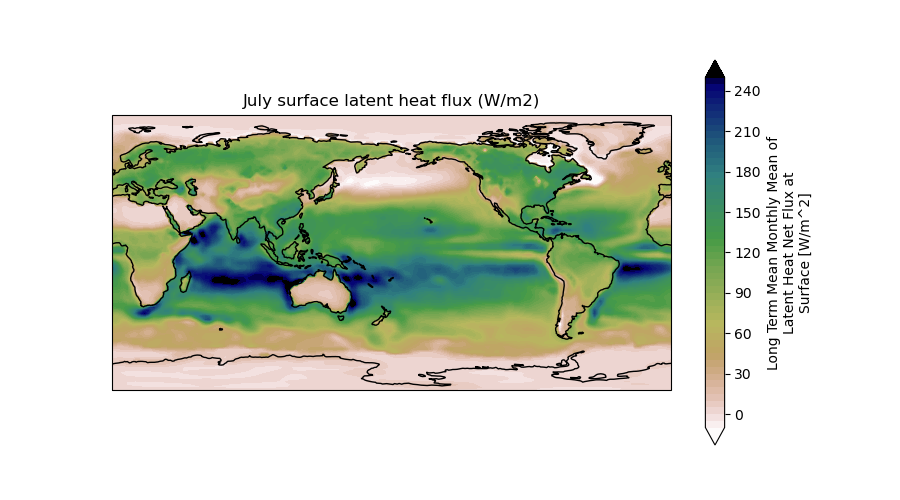 July surface latent heat flux (W/m2)
240
210
180
150
120
90
60
30
0
Long Term Mean Monthly Mean of
Latent Heat Net Flux at
Surface [W/m^2]